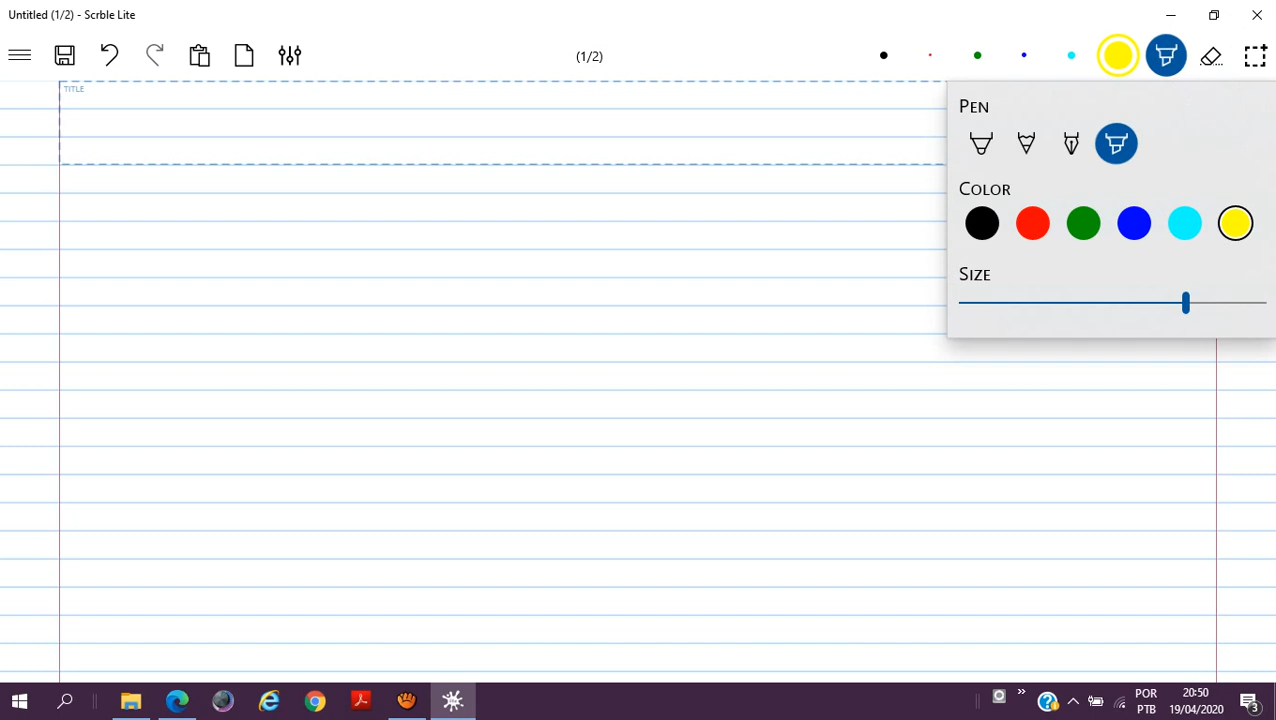 Untitled (1/2) - Scrble Lite
(1/2)
TITLE
PEN
COLOR
SIZE
POR
PTB
20:50
19/04/2020
3